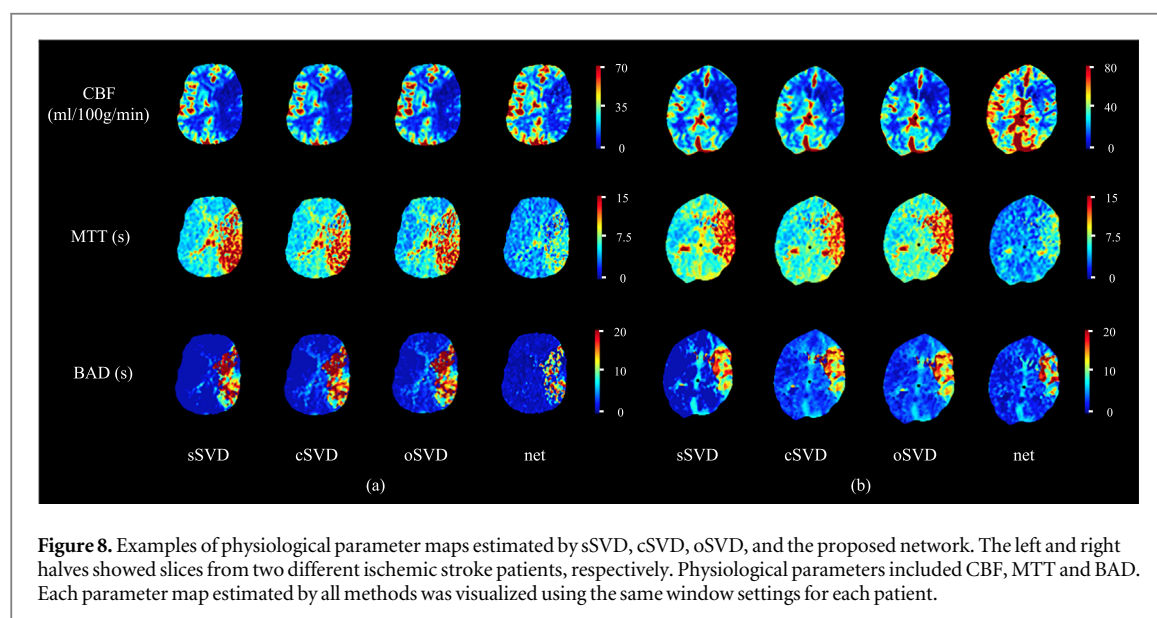 CBF
(ml/100g/min)
70
35
0
80
40
0
MTT (s)
15
7.5
0
15
7.5
0
BAD (s)
20
10
0
20
10
0
sSVD cSVD oSVD net sSVD cSVD oSVD net
(a) (b)
Figure 8. Examples of physiological parameter maps estimated by sSVD, cSVD, oSVD, and the proposed network. The left and right
halves showed slices from two different ischemic stroke patients, respectively. Physiological parameters included CBF, MTT and BAD.
Each parameter map estimated by all methods was visualized using the same window settings for each patient.